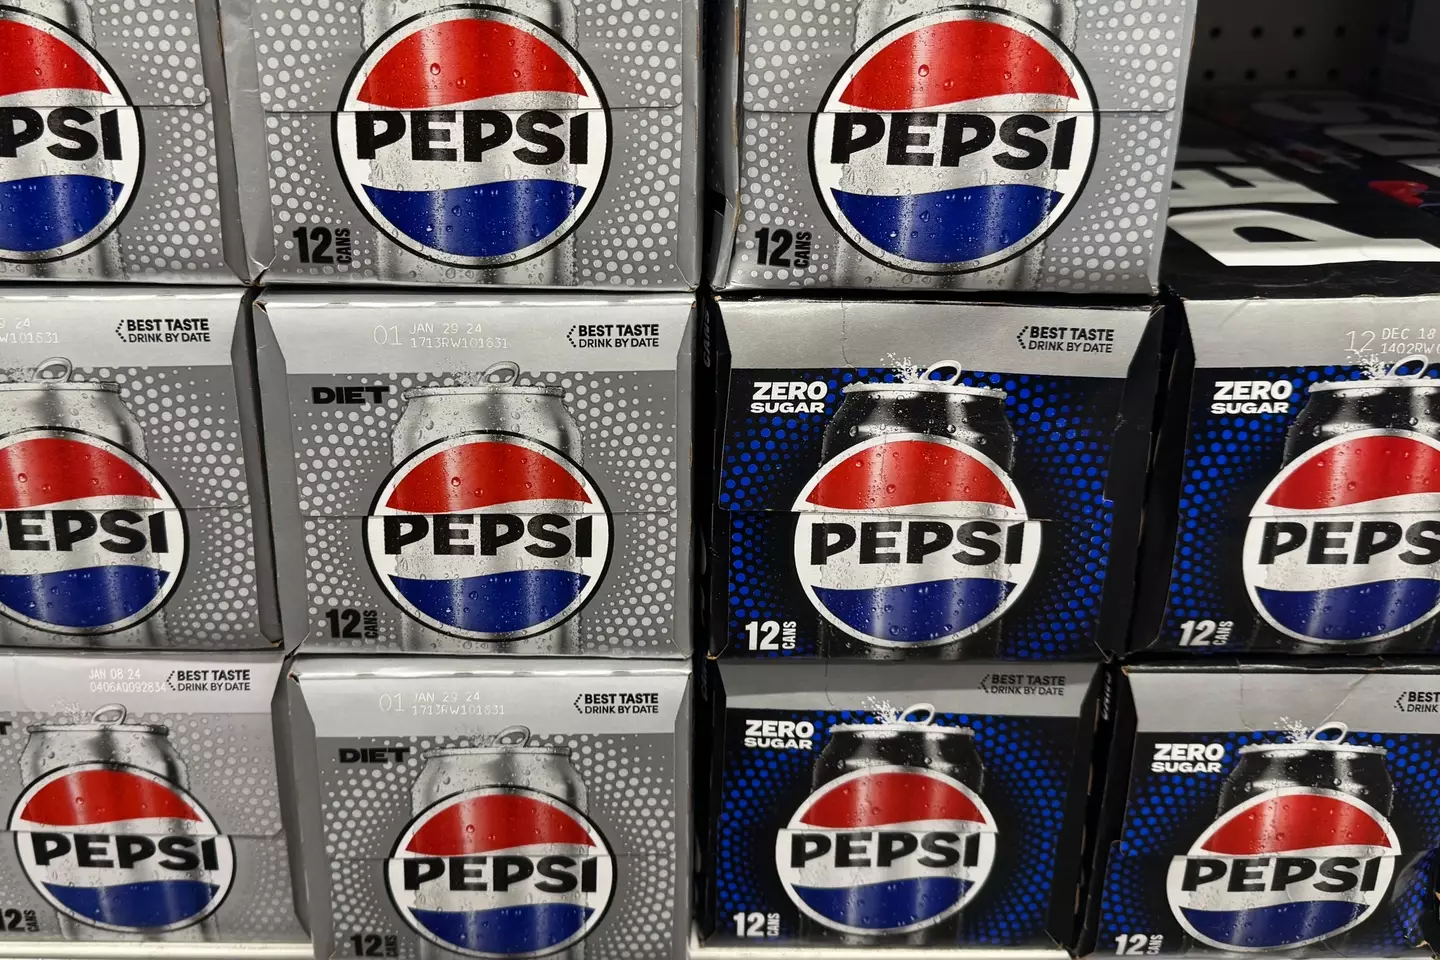 PEPSI
PEPSI
12 CANS
PEPSI
12 CANS
BEST TASTE
DRINK BY DATE
PEPSI
01 JAN 29 24
1713RW101631
BEST TASTE
DRINK BY DATE
DIET
PEPSI
12 CANS
BEST TASTE
DRINK BY DATE
ZERO
SUGAR
PEPSI
12 CANS
12 DEC 18
ZERO
SUGAR
PEPSI
12 CANS
JAN 08 24
0406A0092834
BEST TASTE
DRINK BY DATE
PEPSI
12 CANS
01 JAN 29 24
1713RW101631
BEST TASTE
DRINK BY DATE
DIET
PEPSI
12 CANS
BEST TASTE
DRINK BY DATE
ZERO
SUGAR
PEPSI
12 CANS
ZERO
SUGAR
PEPSI
12 CANS